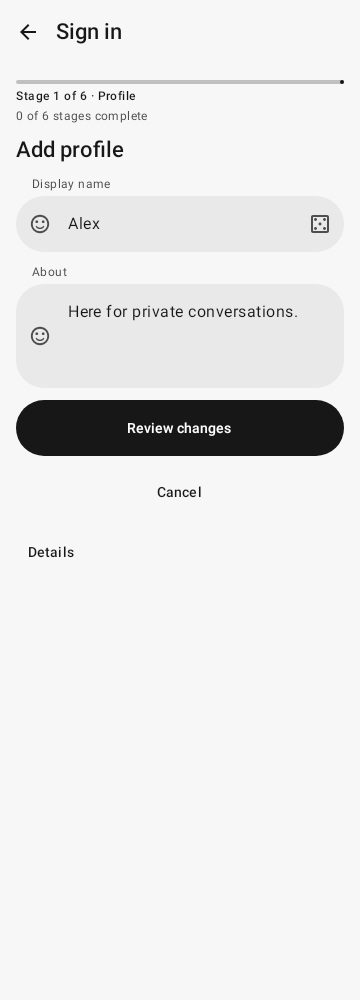 Sign in
Stage 1 of 6 · Profile
0 of 6 stages complete
Add profile
Display name
Alex
About
Here for private conversations.
Review changes
Cancel
Details